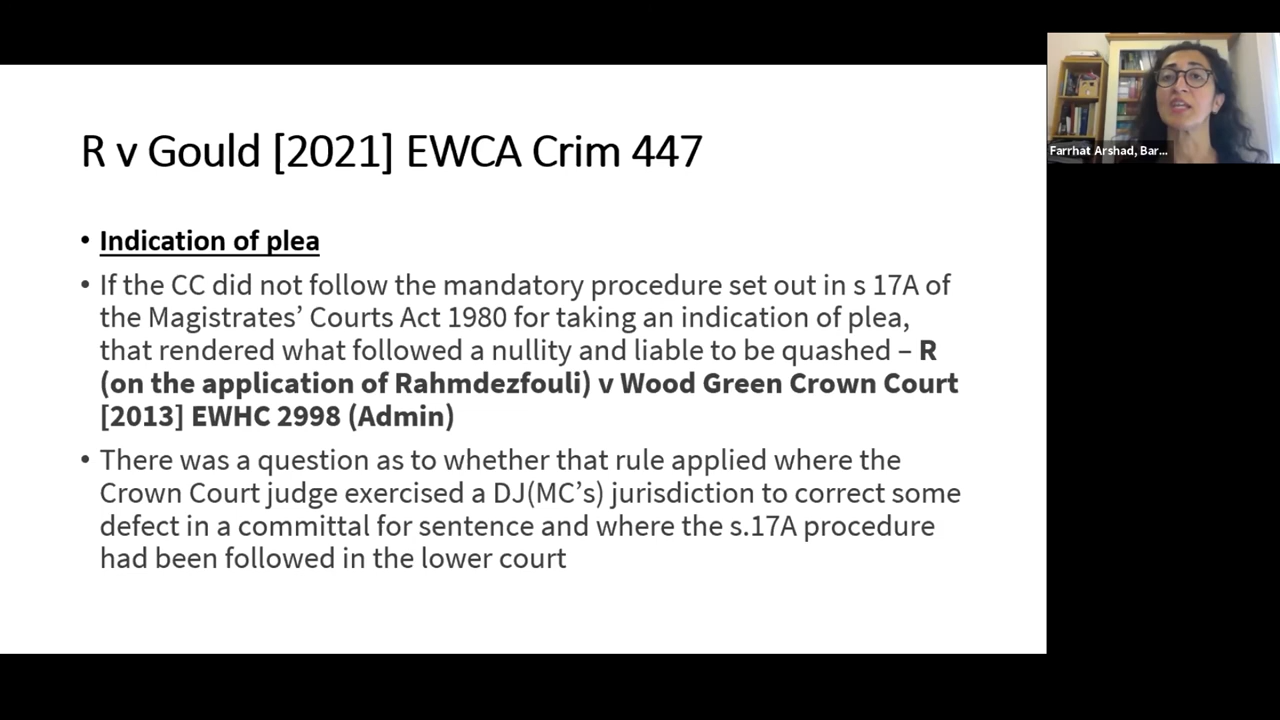 R v Gould [2021] EWCA Crim 447
• Indication of plea
• If the CC did not follow the mandatory procedure set out in s 17A of
the Magistrates’ Courts Act 1980 for taking an indication of plea,
that rendered what followed a nullity and liable to be quashed – R
(on the application of Rahmdezfouli) v Wood Green Crown Court
[2013] EWHC 2998 (Admin)
• There was a question as to whether that rule applied where the
Crown Court judge exercised a DJ(MC’s) jurisdiction to correct some
defect in a committal for sentence and where the s.17A procedure
had been followed in the lower court
Farrhat Arshad, Bar...